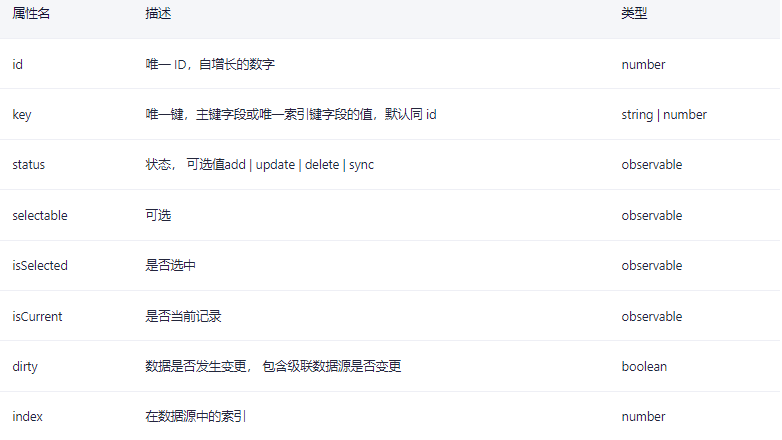 属性名 描述 类型
id 唯一 ID，自增长的数字 number
key 唯一键，主键字段或唯一索引键字段的值，默认同 id string | number
status 状态， 可选值add | update | delete | sync observable
selectable 可选 observable
isSelected 是否选中 observable
isCurrent 是否当前记录 observable
dirty 数据是否发生变更， 包含级联数据源是否变更 boolean
index 在数据源中的索引 number